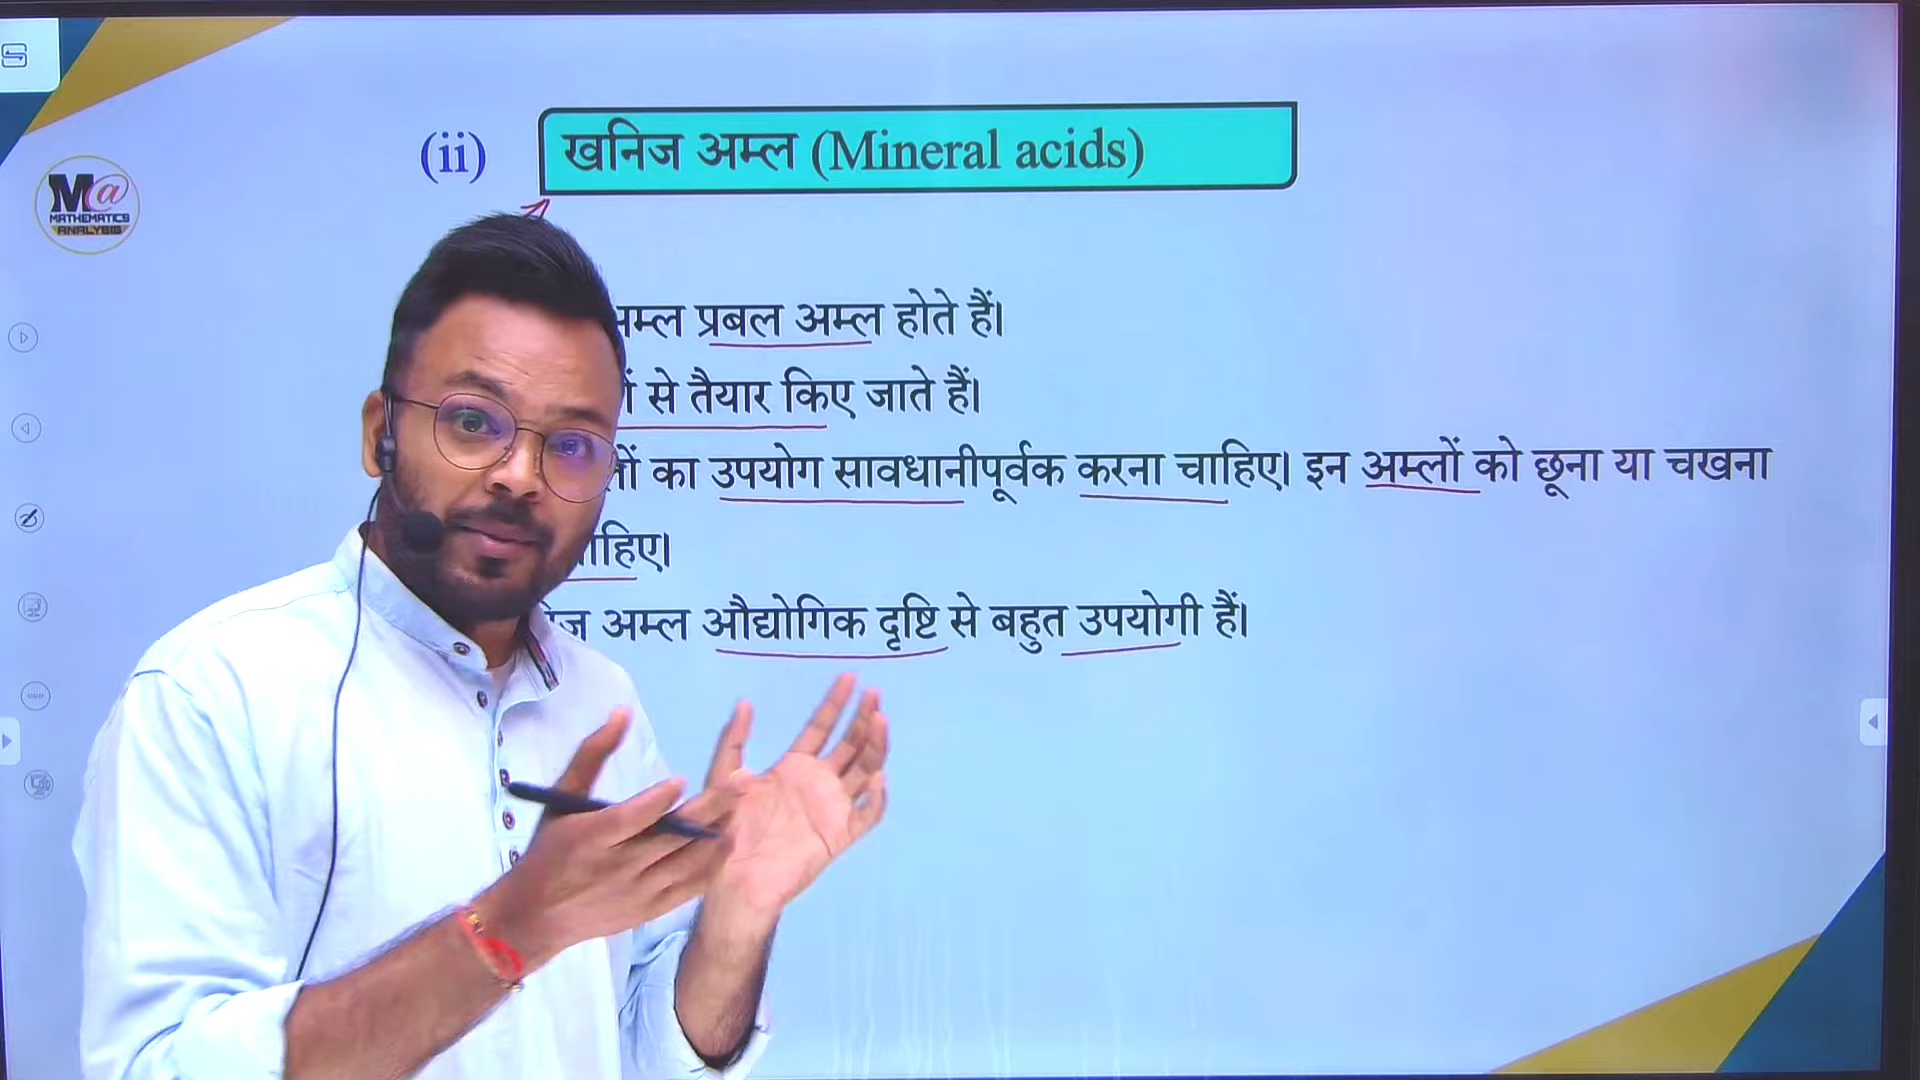 (ii) खनिज अम्ल (Mineral acids)
M@
MATHEMATICS
ANALYSIS
अम्ल प्रबल अम्ल होते हैं।
से तैयार किए जाते हैं।
का उपयोग सावधानीपूर्वक करना चाहिए। इन अम्लों को छूना या चखना
अम्ल औद्योगिक दृष्टि से बहुत उपयोगी हैं।